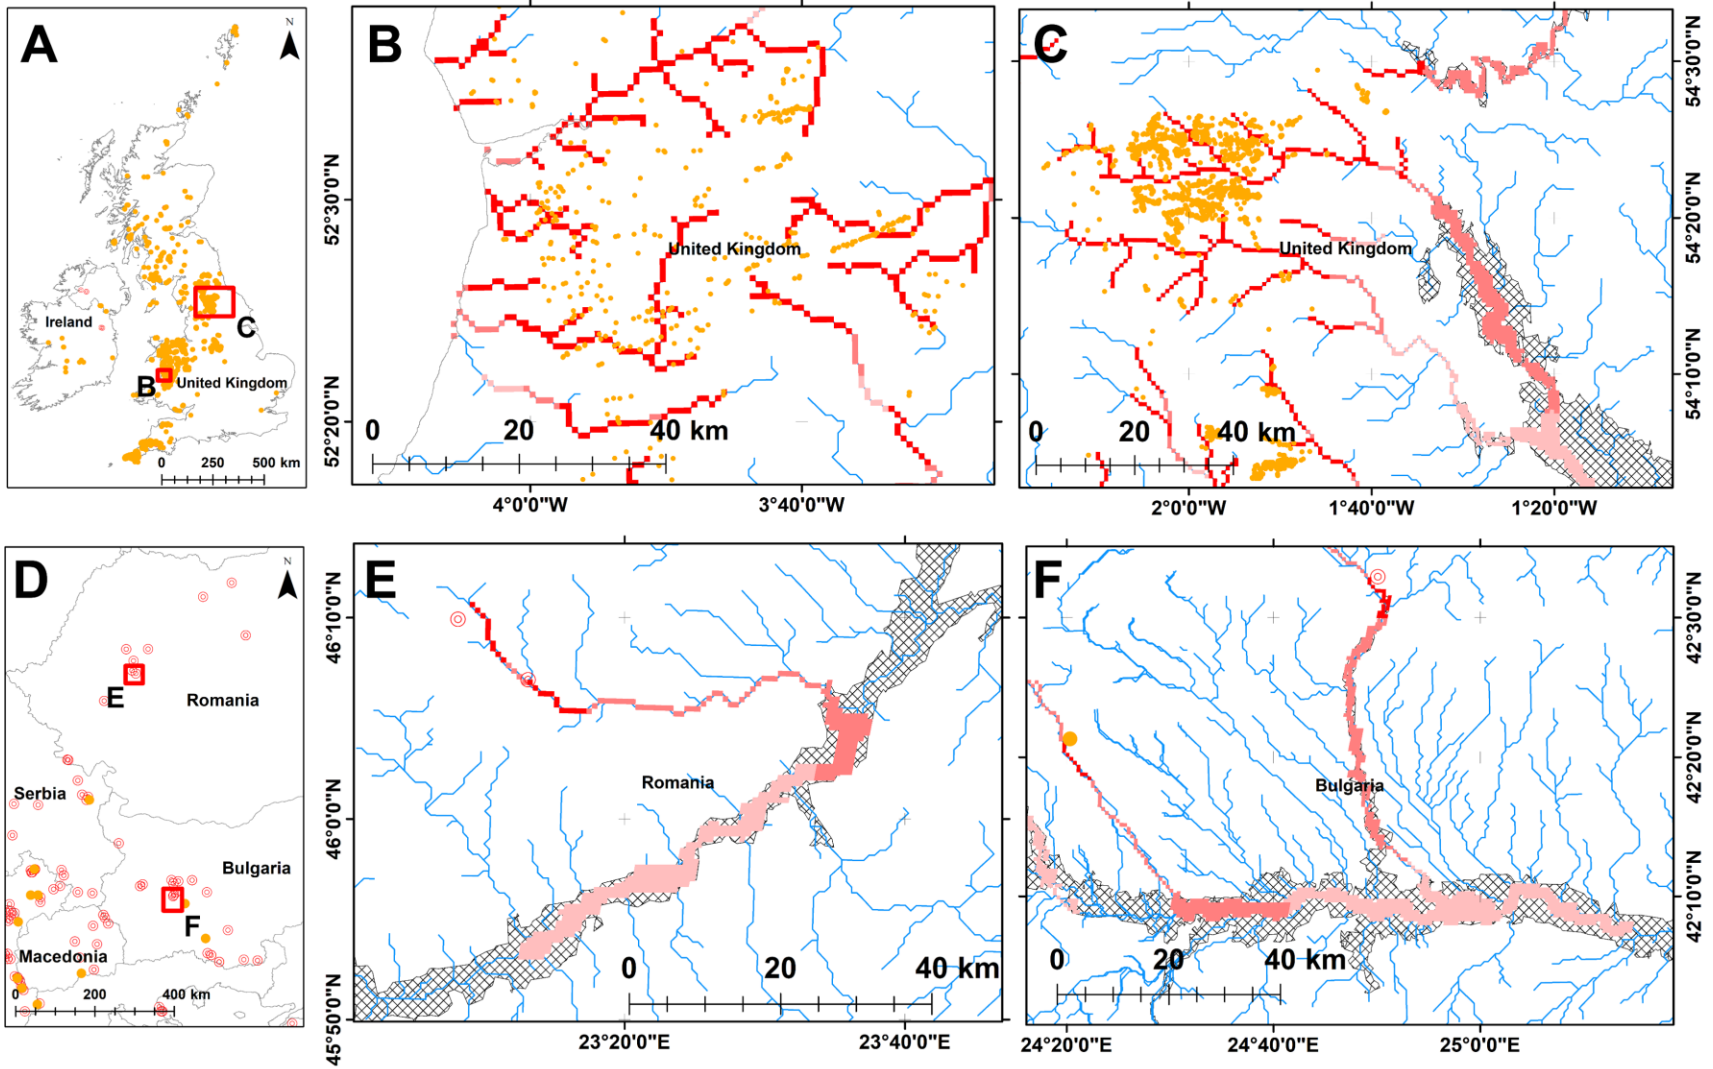 A
N
Ireland
C
B
United Kingdom
0 250 500 km
B
United Kingdom
0 20 40 km
52°30'0"N
52°20'0"N
4°0'0"W
3°40'0"W
C
United Kingdom
0 20 40 km
54°30'0"N
54°20'0"N
54°10'0"N
2°0'0"W
1°40'0"W
1°20'0"W
D
N
E
Romania
Serbia
Bulgaria
F
Macedonia
0 200 400 km
E
Romania
0 20 40 km
46°10'0"N
46°0'0"N
45°50'0"N
23°20'0"E
23°40'0"E
F
Bulgaria
0 20 40 km
42°30'0"N
42°20'0"N
42°10'0"N
24°20'0"E
24°40'0"E
25°0'0"E